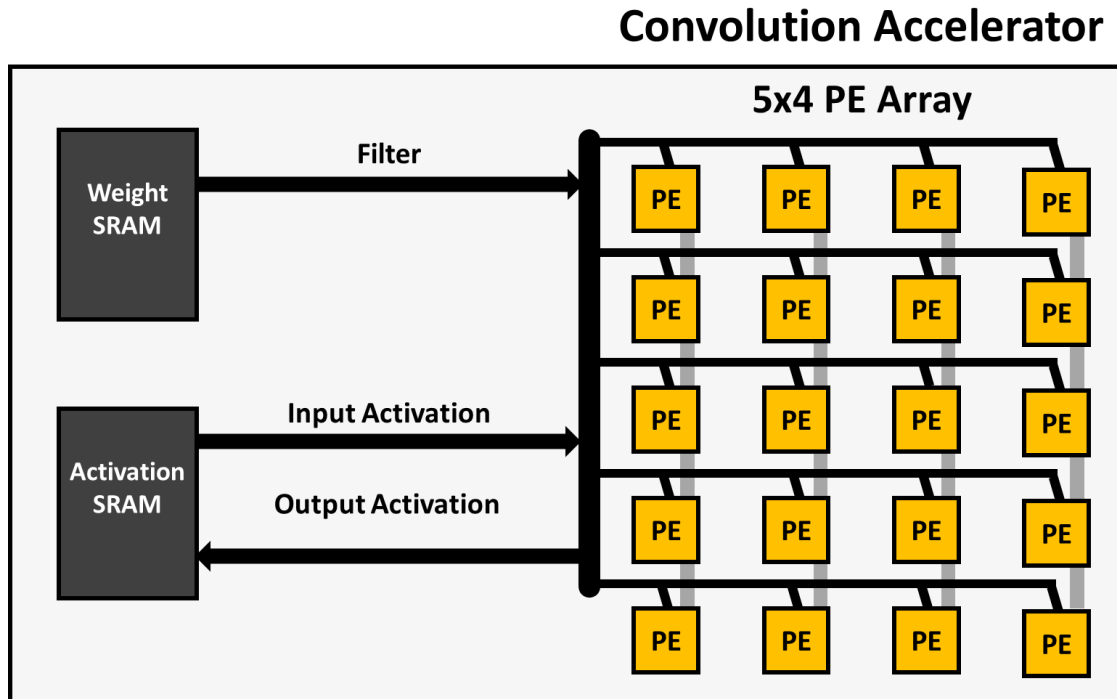 Convolution Accelerator
5x4 PE Array
Filter
Weight
SRAM
Input Activation
Activation
SRAM
Output Activation
PE PE PE PE
PE PE PE PE
PE PE PE PE
PE PE PE PE
PE PE PE PE